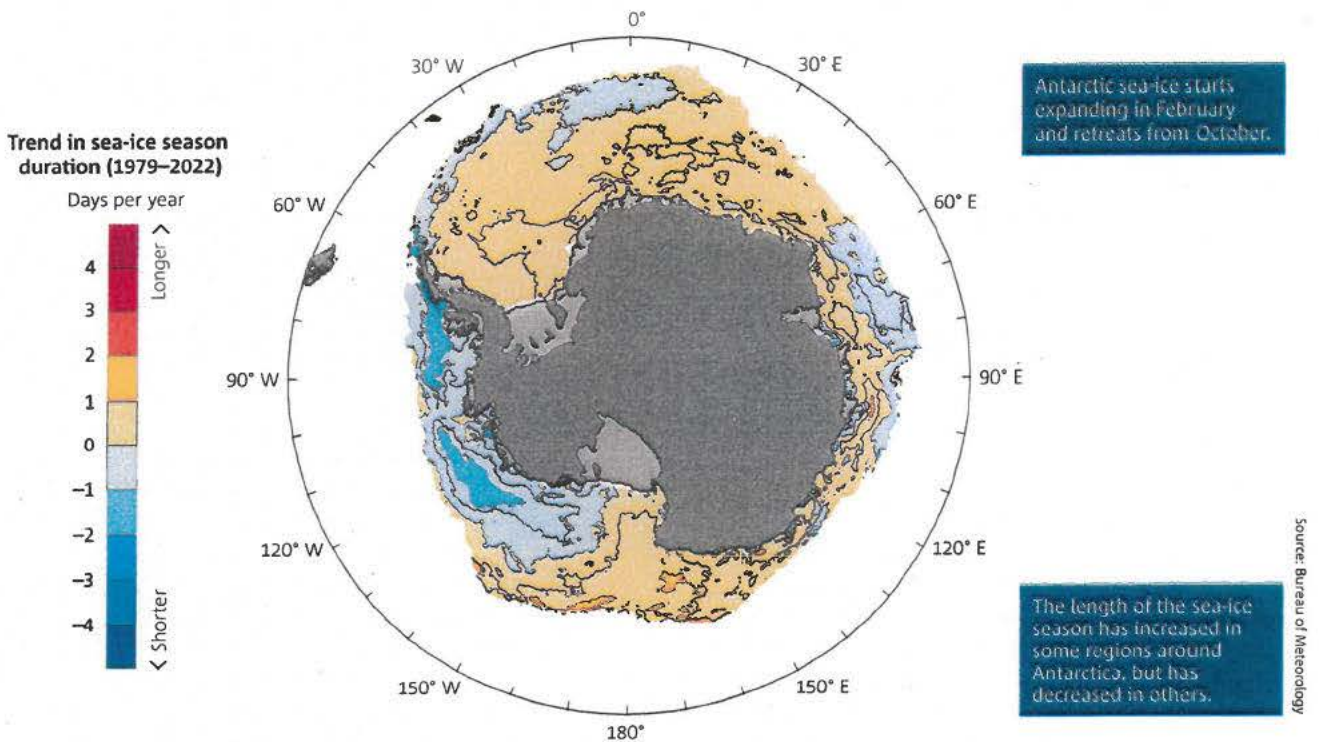 0°
30° W
30° E
Antarctic sea-ice starts
expanding in February
and retreats from October.
Trend in sea-ice season
duration (1979–2022)
Days per year
60° W
60° E
Longer >
4
3
2
1
0
–1
–2
–3
–4
< Shorter
90° W
90° E
120° W
120° E
The length of the sea-ice
season has increased in
some regions around
Antarctica, but has
decreased in others.
150° W
150° E
180°
Source: Bureau of Meteorology